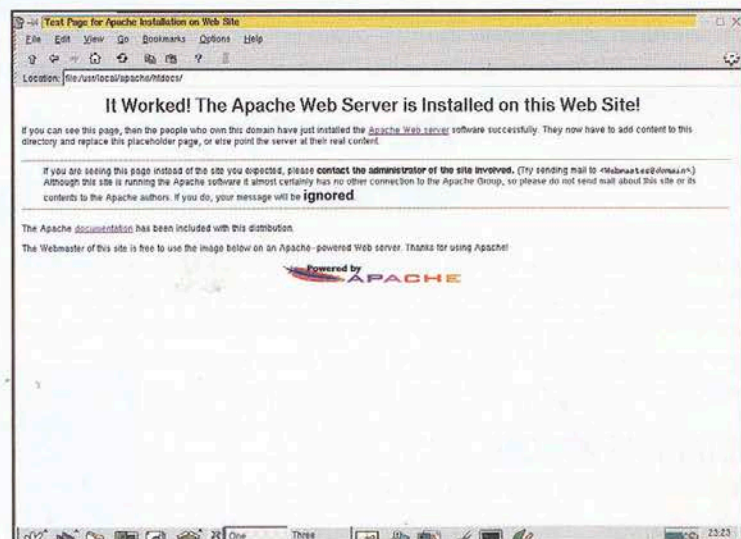 Test Page for Apache Installation on Web Site
File Edit View Go Bookmarks Options Help
Location: file:/usr/local/apache/htdocs/
It Worked! The Apache Web Server is Installed on this Web Site!
If you can see this page, then the people who own this domain have just installed the Apache Web server software successfully. They now have to add content to this
directory and replace this placeholder page, or else point the server at their real content.
If you are seeing this page instead of the site you expected, please contact the administrator of the site involved. (Try sending mail to <Webmaster@domain>.)
Although this site is running the Apache software it almost certainly has no other connection to the Apache Group, so please do not send mail about this site or its
contents to the Apache authors. If you do, your message will be ignored.
The Apache documentation has been included with this distribution.
The Webmaster of this site is free to use the image below on an Apache-powered Web server. Thanks for using Apache!
Powered by
APACHE
One Three
23:23